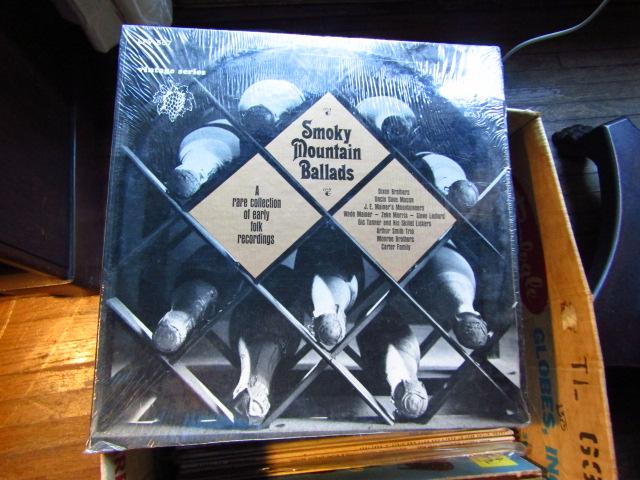 LPV-507
vintage series
Smoky
Mountain
Ballads
A
rare collection
of early
folk
recordings
Dixon Brothers
Uncle Dave Macon
J. E. Mainer's Mountaineers
Wade Mainer — Zeke Morris — Steve Ledford
Gid Tanner and His Skillet Lickers
Arthur Smith Trio
Monroe Brothers
Carter Family
GLOBES, IN